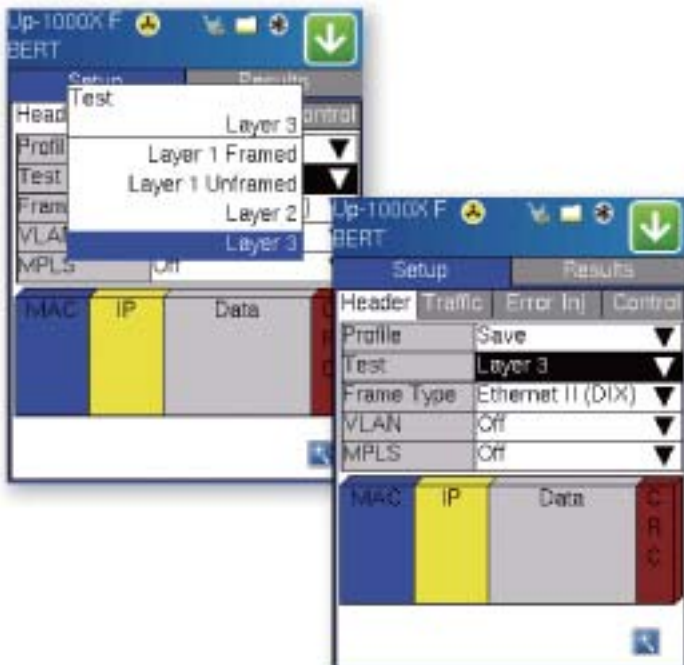 Up-1000X F
BERT
Setup Results
Test
Layer 3
Layer 1 Framed
Layer 1 Unframed
Layer 2
Layer 3
MPLS Off
MAC IP Data
Up-1000X F
BERT
Setup Results
Header Traffic Error Inj Control
Profile Save
Test Layer 3
Frame Type Ethernet II (DIX)
VLAN Off
MPLS Off
MAC IP Data CRC